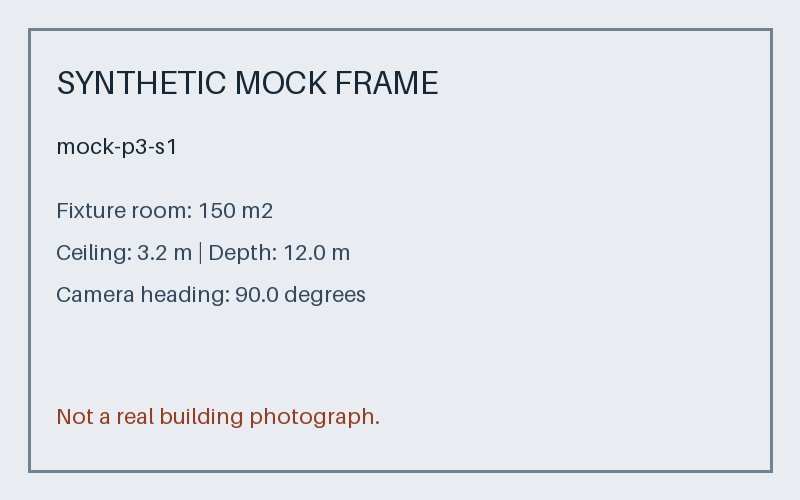 SYNTHETIC MOCK FRAME
mock-p3-s1
Fixture room: 150 m2
Ceiling: 3.2 m | Depth: 12.0 m
Camera heading: 90.0 degrees
Not a real building photograph.